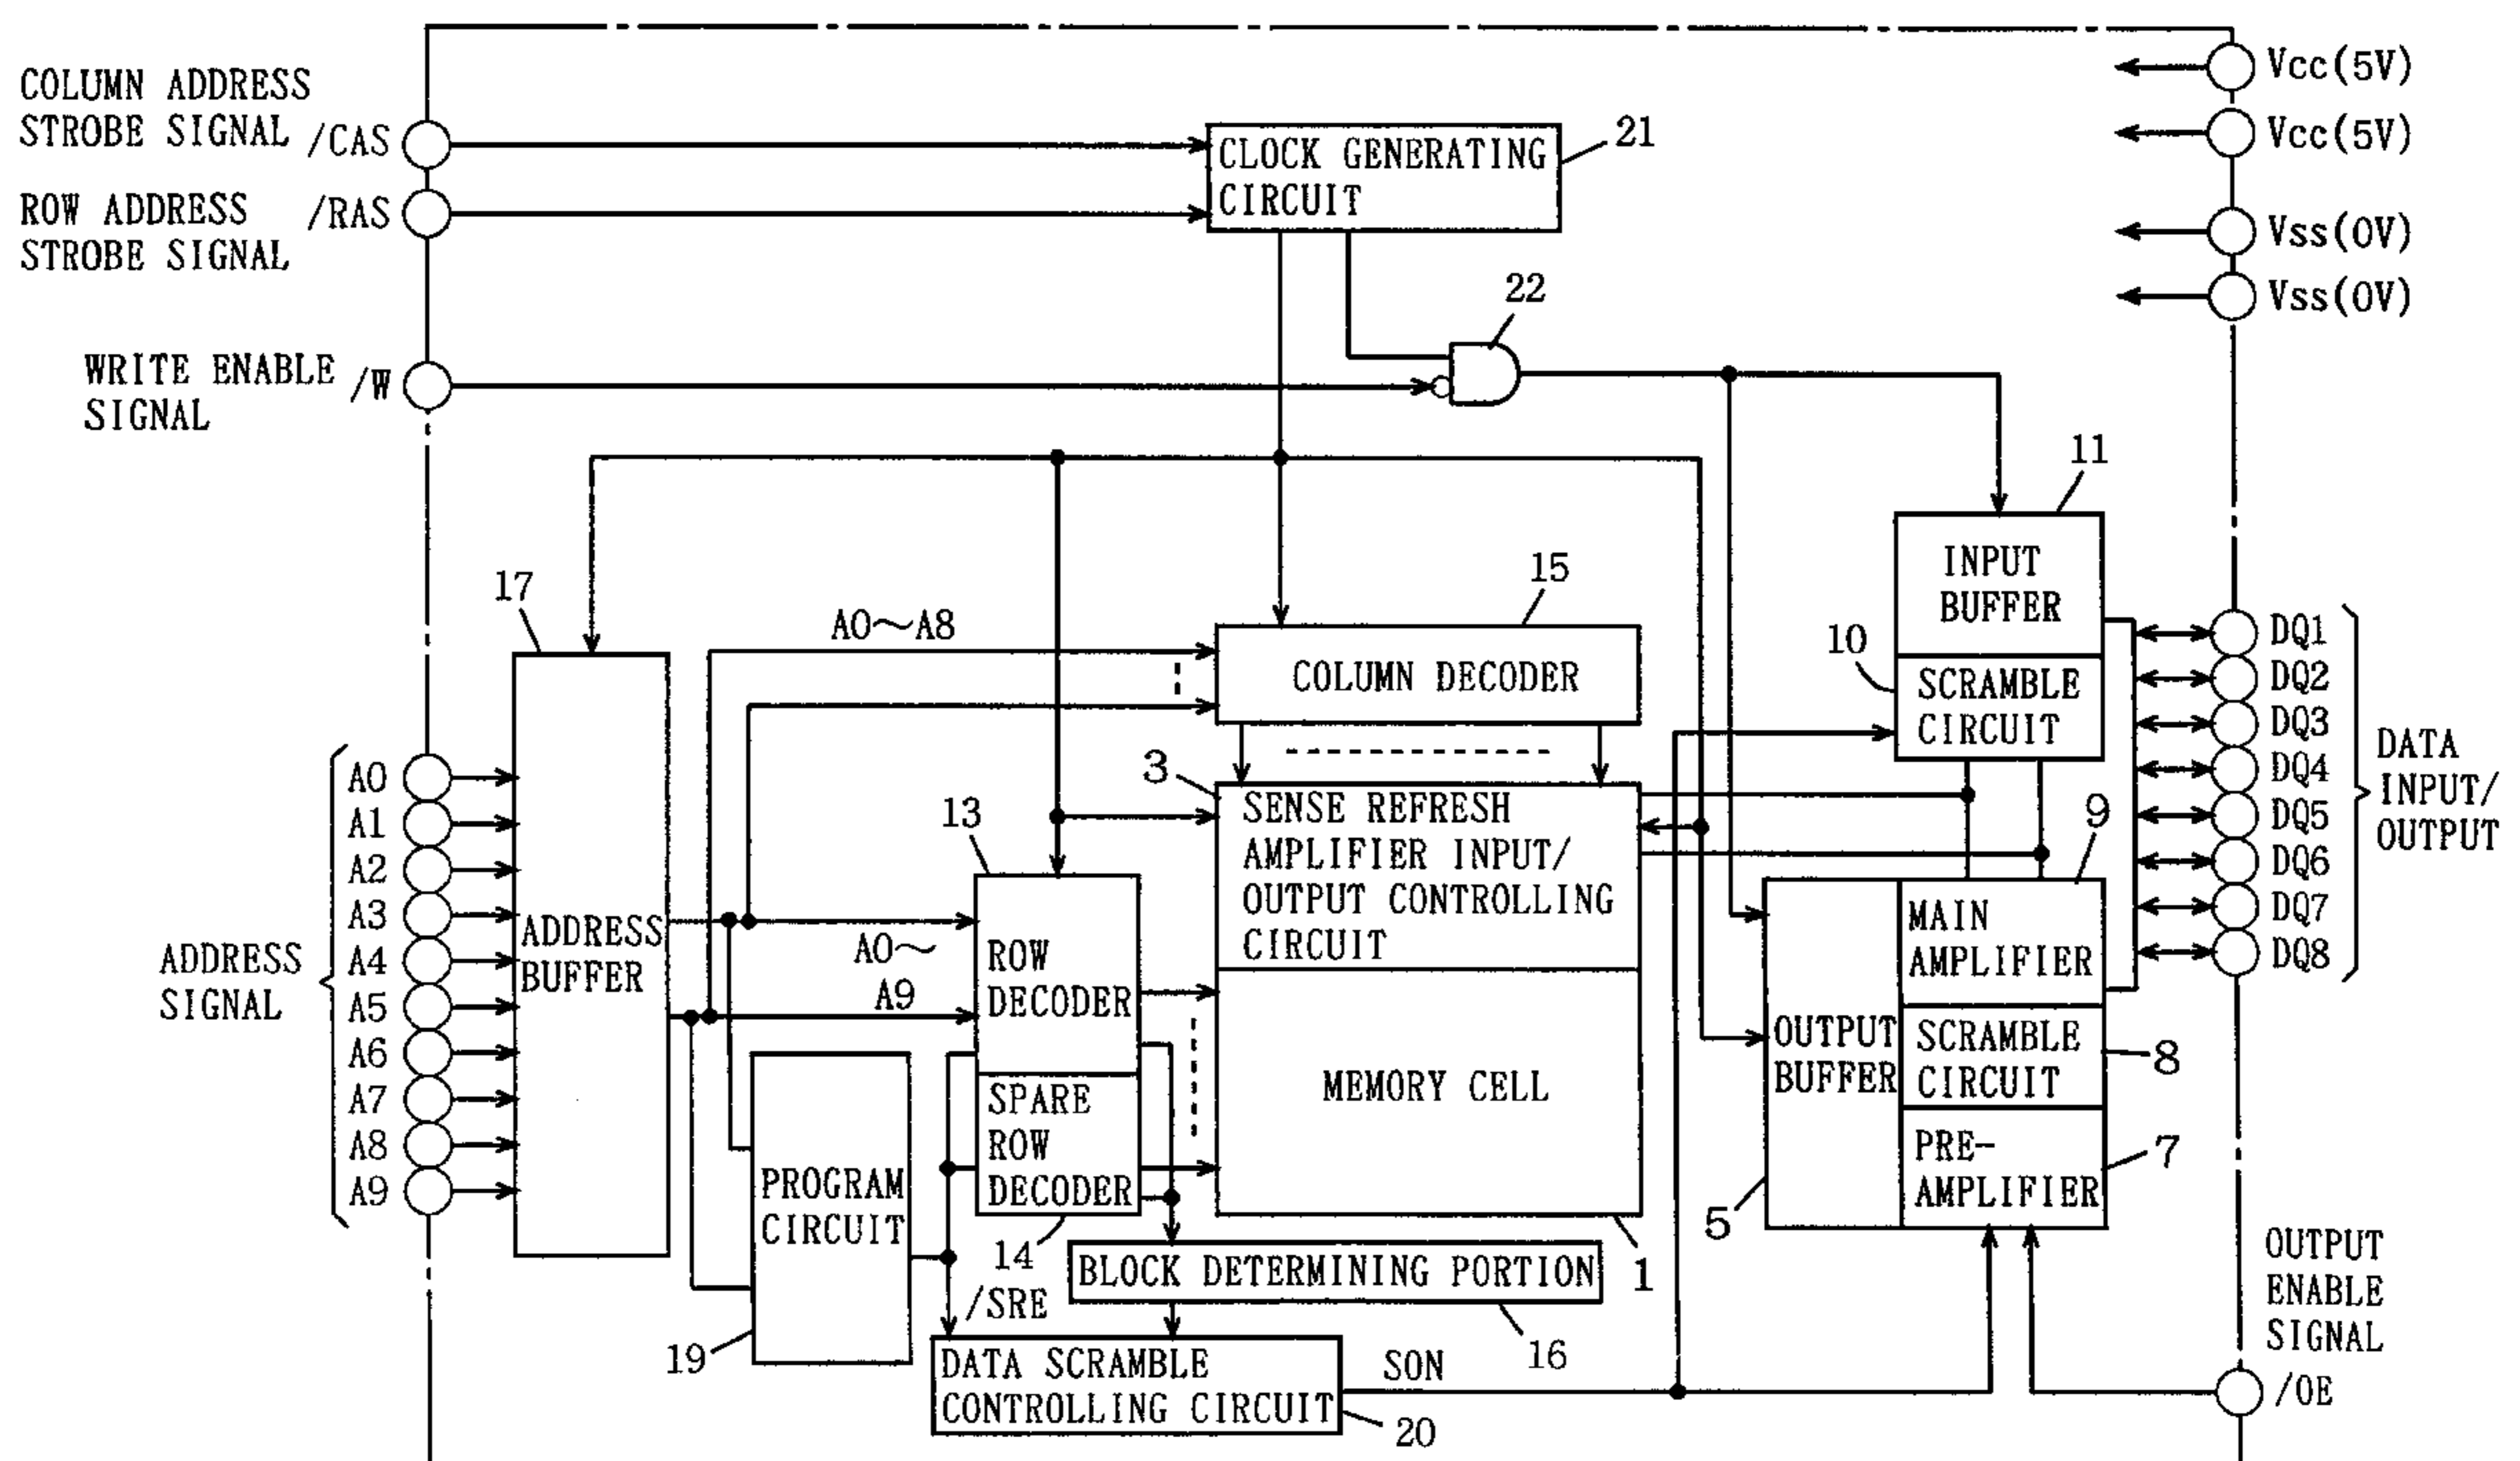 COLUMN ADDRESS
STROBE SIGNAL /CAS
ROW ADDRESS /RAS
STROBE SIGNAL
WRITE ENABLE /W
SIGNAL
CLOCK GENERATING
CIRCUIT
21
22
Vcc(5V)
Vcc(5V)
Vss(0V)
Vss(0V)
11
INPUT
BUFFER
10
SCRAMBLE
CIRCUIT
17
ADDRESS
BUFFER
A0~A8
15
COLUMN DECODER
3
SENSE REFRESH
AMPLIFIER INPUT/
OUTPUT CONTROLLING
CIRCUIT
MEMORY CELL
1
13
A0~
A9
ROW
DECODER
SPARE
ROW
DECODER
14
ADDRESS
SIGNAL
A0
A1
A2
A3
A4
A5
A6
A7
A8
A9
PROGRAM
CIRCUIT
19
/SRE
BLOCK DETERMINING PORTION
16
DATA SCRAMBLE
CONTROLLING CIRCUIT
20
SON
9
OUTPUT
BUFFER
5
MAIN
AMPLIFIER
SCRAMBLE
CIRCUIT
8
PRE-
AMPLIFIER
7
DQ1
DQ2
DQ3
DQ4
DQ5
DQ6
DQ7
DQ8
DATA
INPUT/
OUTPUT
OUTPUT
ENABLE
SIGNAL
/OE